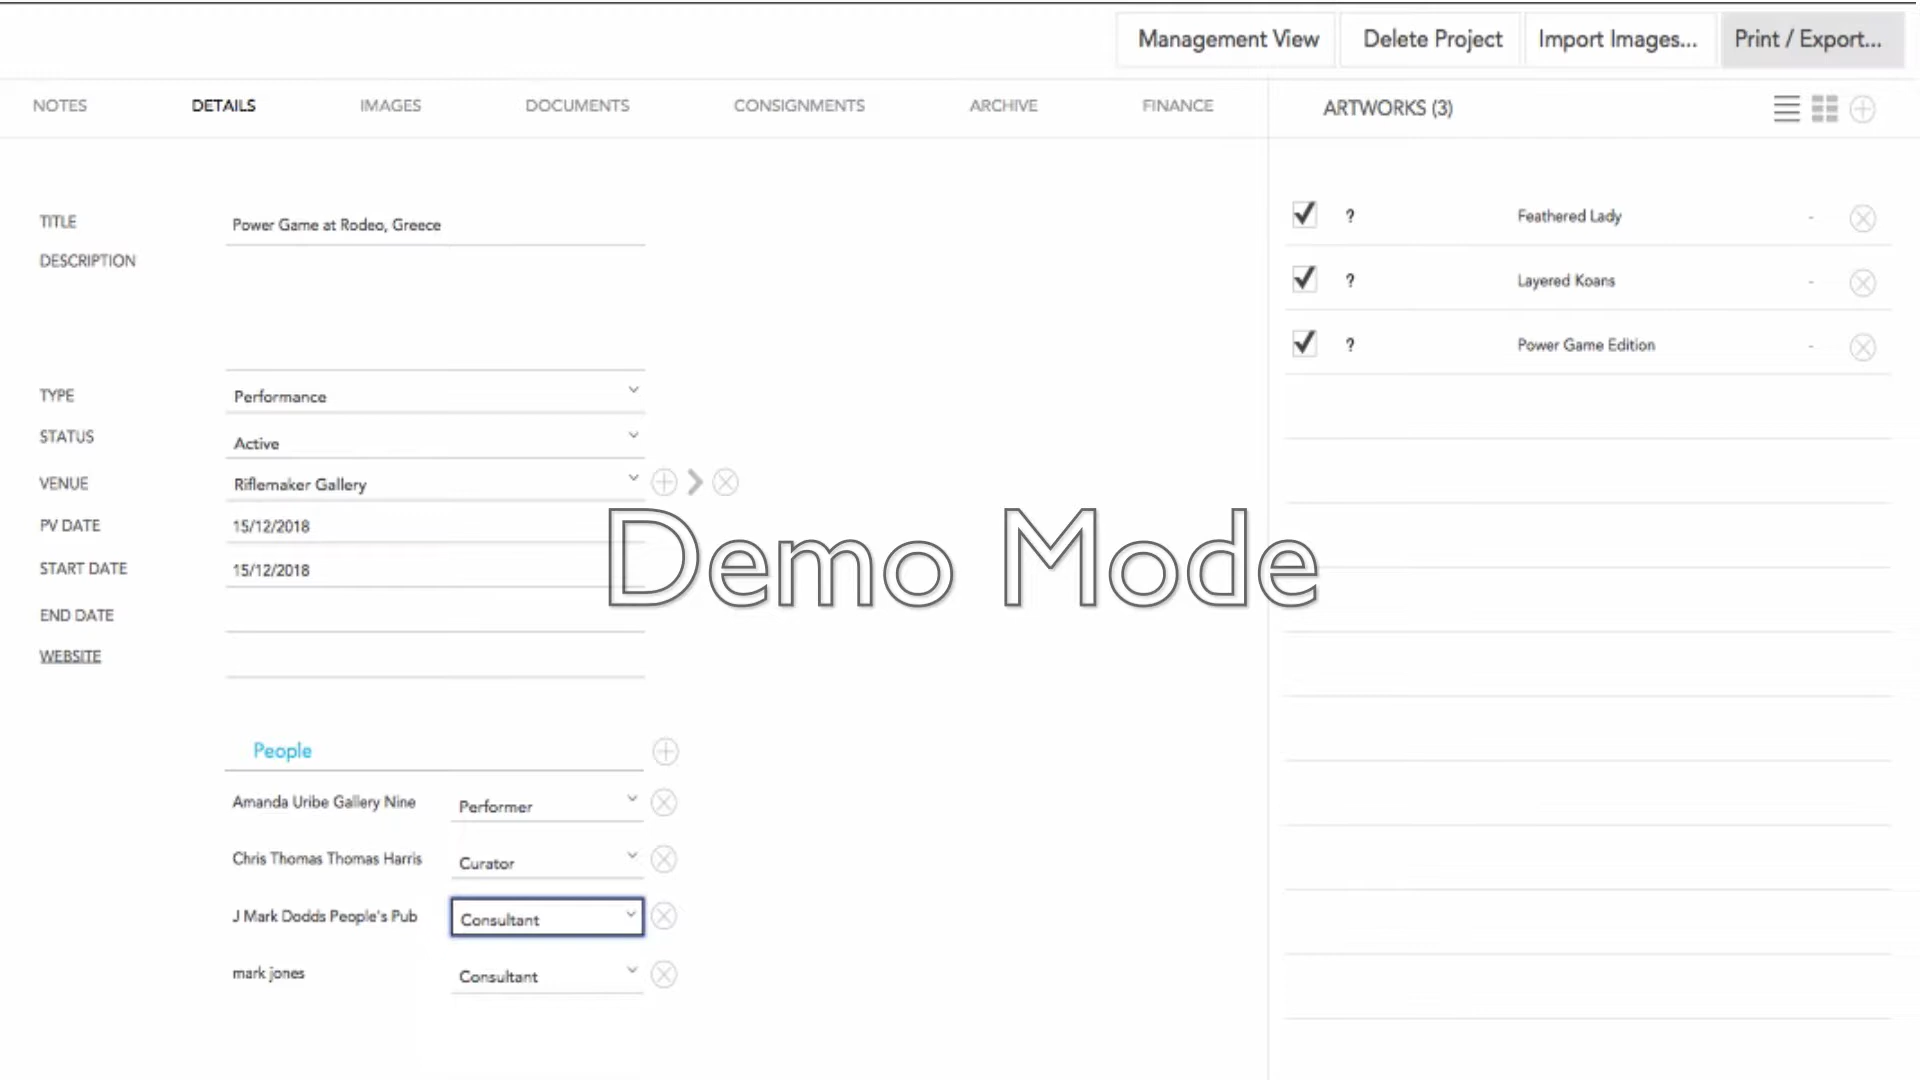 Management View Delete Project Import Images... Print / Export...
NOTES DETAILS IMAGES DOCUMENTS CONSIGNMENTS ARCHIVE FINANCE
ARTWORKS (3)
TITLE Power Game at Rodeo, Greece
DESCRIPTION
TYPE Performance
STATUS Active
VENUE Riflemaker Gallery
PV DATE 15/12/2018
START DATE 15/12/2018
END DATE
WEBSITE
People
Amanda Uribe Gallery Nine Performer
Chris Thomas Thomas Harris Curator
J Mark Dodds People's Pub Consultant
mark jones Consultant
? Feathered Lady -
? Layered Koans -
? Power Game Edition -
Demo Mode